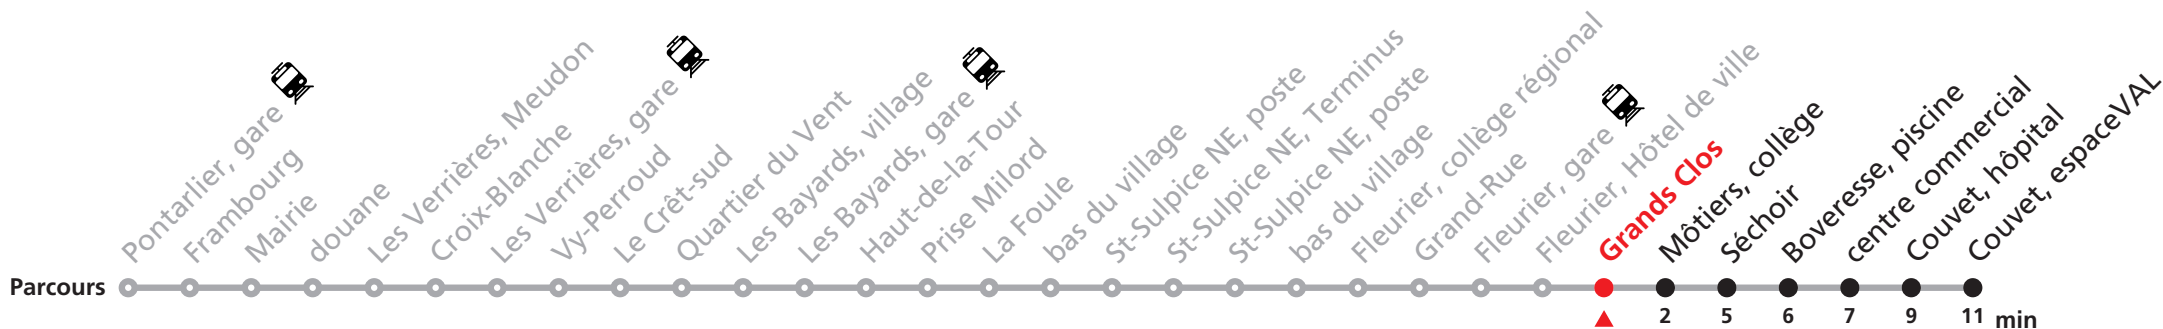 Pontarlier, gare
Frambourg
Mairie
douane
Les Verrières, Meudon
Croix-Blanche
Les Verrières, gare
Vy-Perroud
Le Crêt-sud
Quartier du Vent
Les Bayards, village
Les Bayards, gare
Haut-de-la-Tour
Prise Milord
La Foule
bas du village
St-Sulpice NE, poste
St-Sulpice NE, Terminus
St-Sulpice NE, poste
bas du village
Fleurier, collège régional
Grand-Rue
Fleurier, gare
Fleurier, Hôtel de ville
Grands Clos
Môtiers, collège
Séchoir
Boveresse, piscine
centre commercial
Couvet, hôpital
Couvet, espaceVAL
Parcours
2 5 6 7 9 11 min